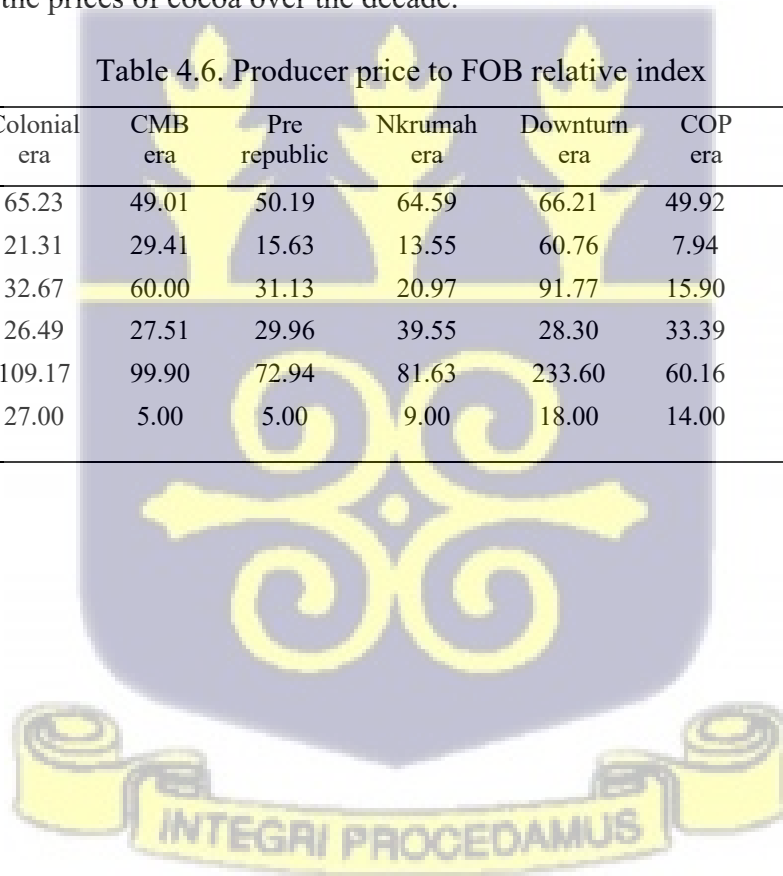 the prices of cocoa over the decade.
Table 4.6. Producer price to FOB relative index
Colonial era CMB era Pre republic Nkrumah era Downturn era COP era
65.23 49.01 50.19 64.59 66.21 49.92
21.31 29.41 15.63 13.55 60.76 7.94
32.67 60.00 31.13 20.97 91.77 15.90
26.49 27.51 29.96 39.55 28.30 33.39
109.17 99.90 72.94 81.63 233.60 60.16
27.00 5.00 5.00 9.00 18.00 14.00
INTEGRI PROCEDAMUS